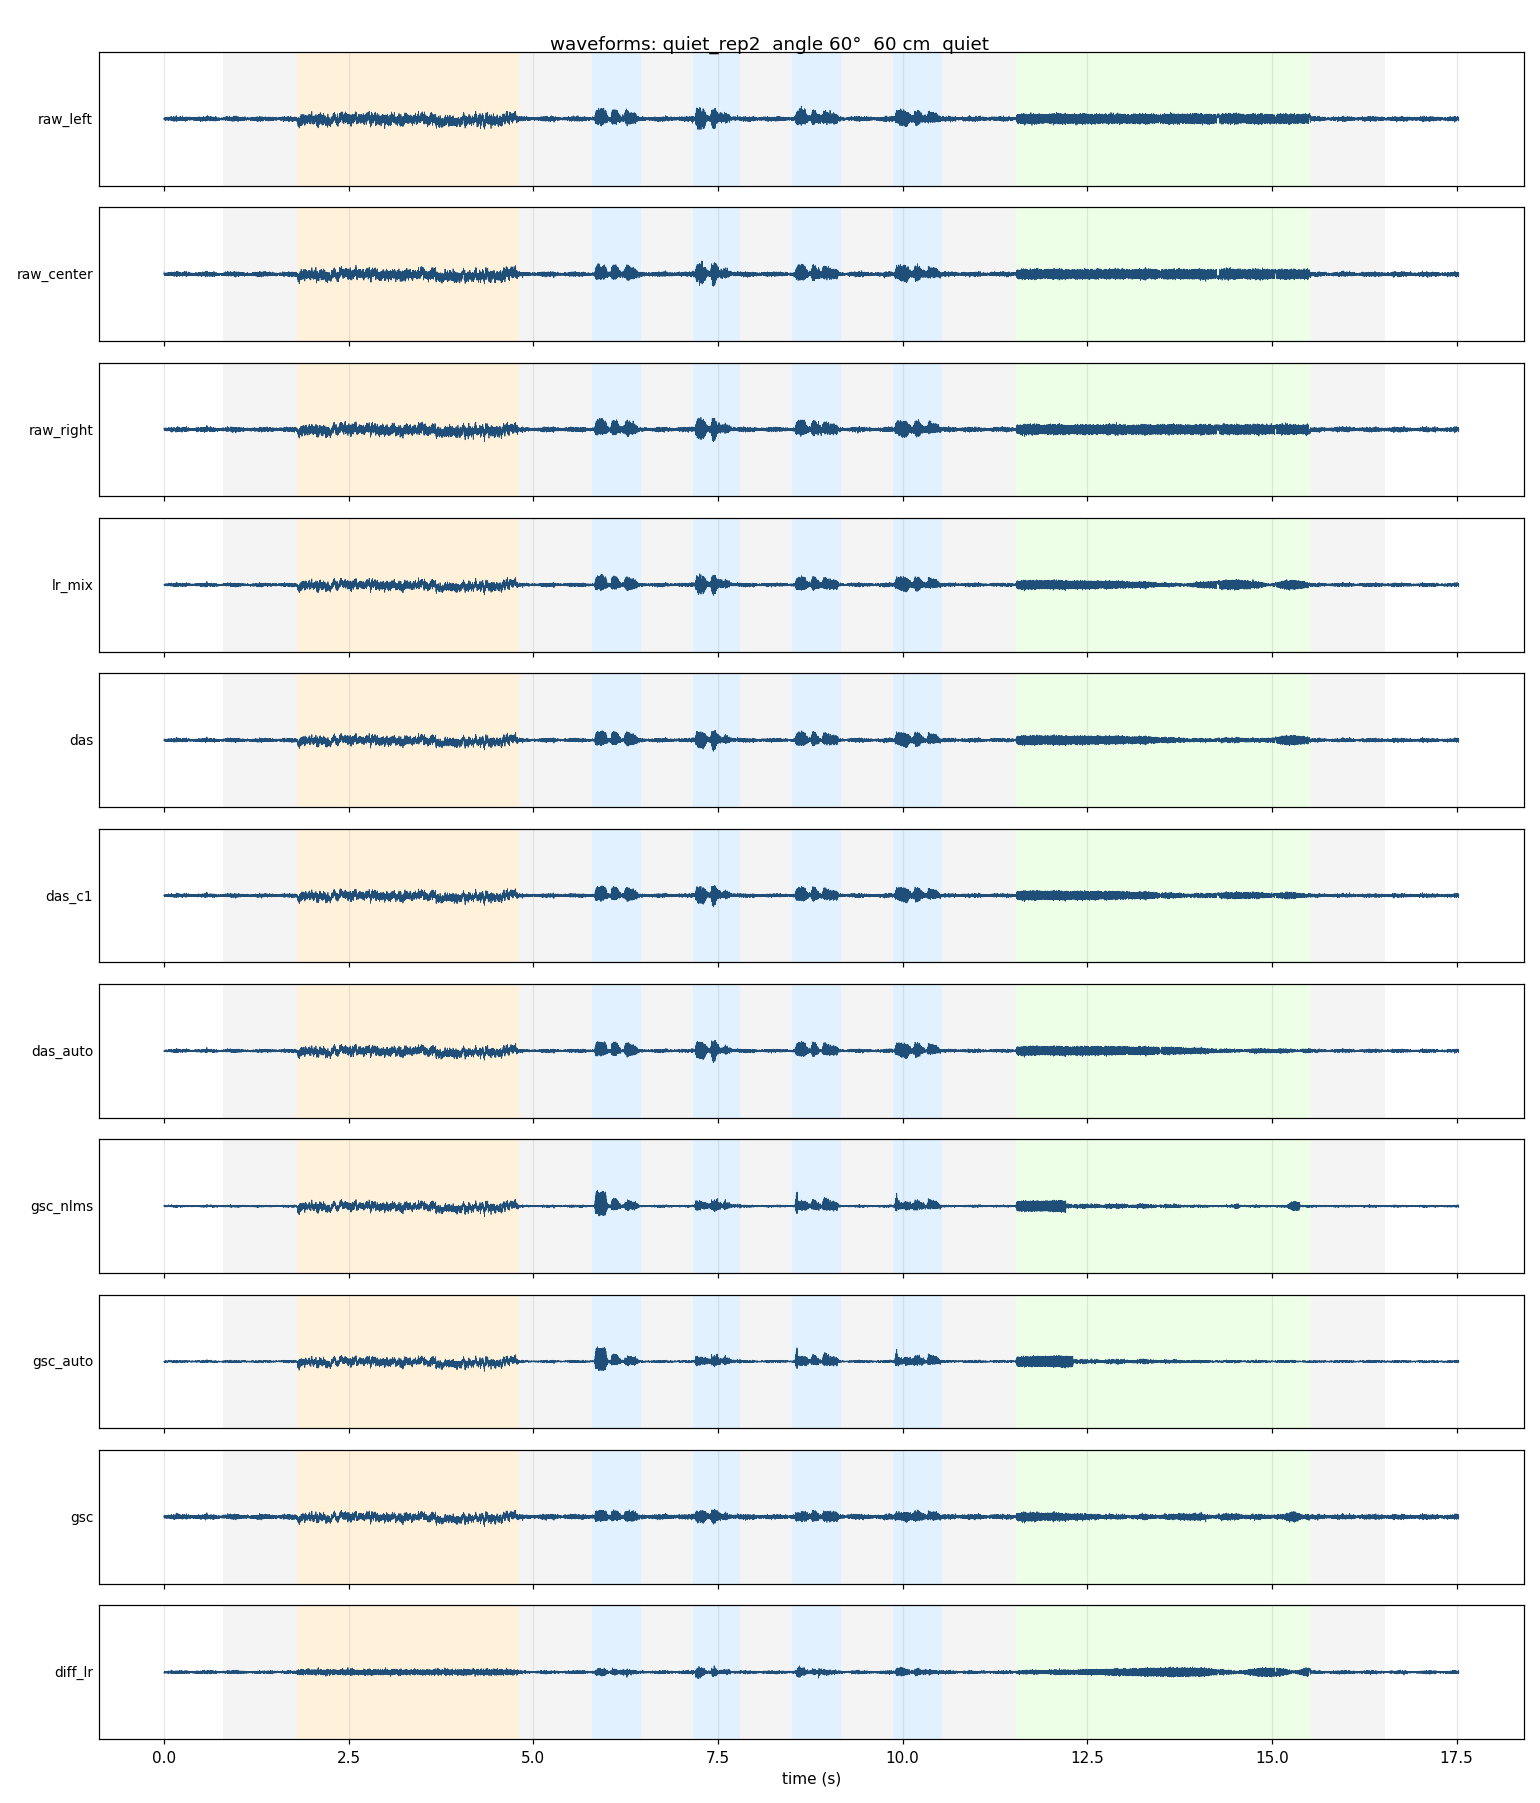 waveforms: quiet_rep2 angle 60° 60 cm quiet
raw_left
raw_center
raw_right
lr_mix
das
das_c1
das_auto
gsc_nlms
gsc_auto
gsc
diff_lr
0.0 2.5 5.0 7.5 10.0 12.5 15.0 17.5
time (s)